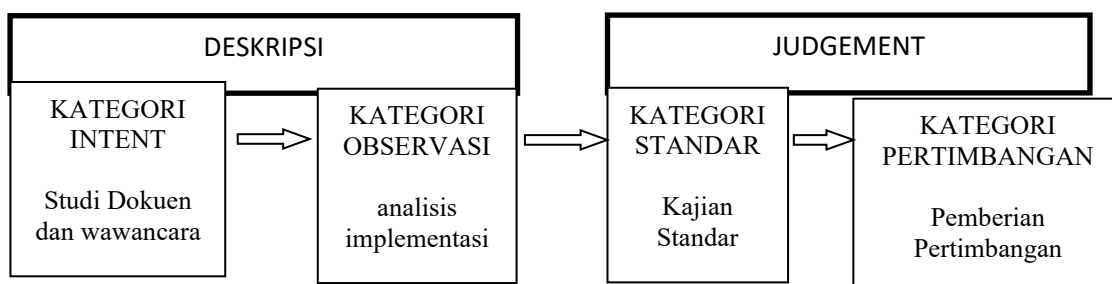 DESKRIPSI
JUDGEMENT
KATEGORI
INTENT
Studi Dokuen
dan wawancara
KATEGORI
OBSERVASI
analisis
implementasi
KATEGORI
STANDAR
Kajian
Standar
KATEGORI
PERTIMBANGAN
Pemberian
Pertimbangan